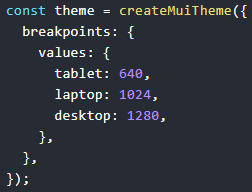 const theme = createMuiTheme({
  breakpoints: {
    values: {
      tablet: 640,
      laptop: 1024,
      desktop: 1280,
    },
  },
});